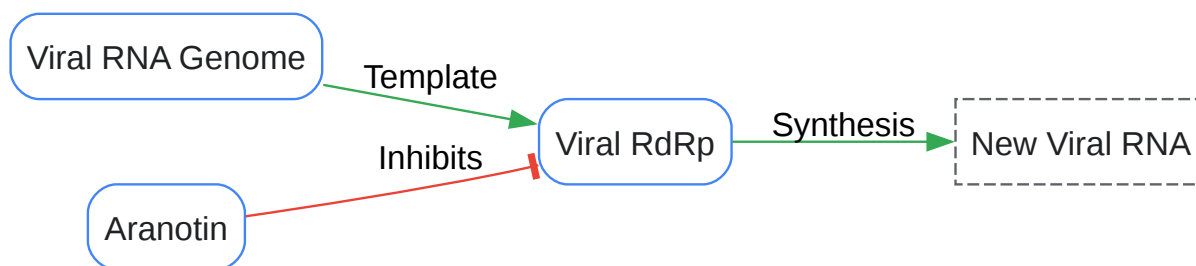 Viral RNA Genome
Template
Synthesis
Viral RdRp
New Viral RNA
Inhibits
Aranotin